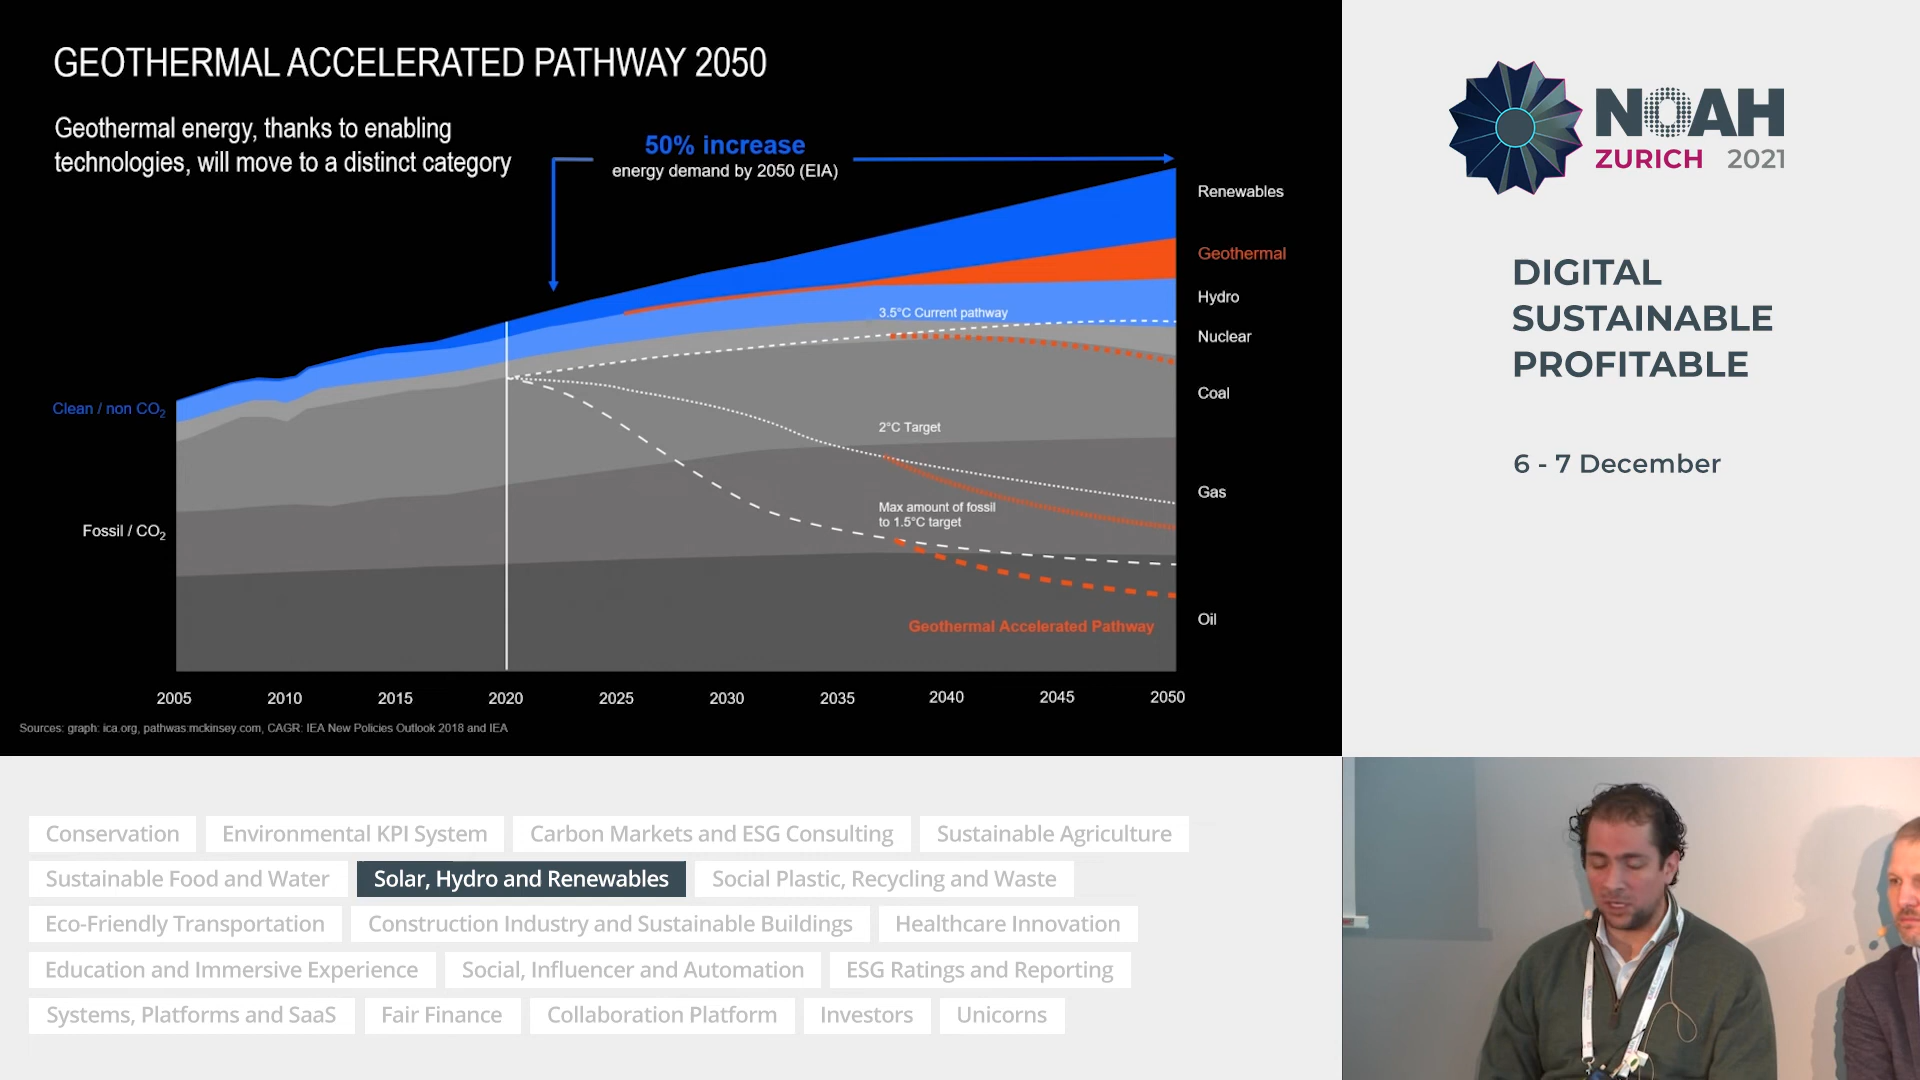 GEOTHERMAL ACCELERATED PATHWAY 2050
Geothermal energy, thanks to enabling
technologies, will move to a distinct category
50% increase
energy demand by 2050 (EIA)
Renewables
Geothermal
Hydro
Nuclear
Coal
Gas
Oil
Clean / non CO₂
Fossil / CO₂
3.5°C Current pathway
2°C Target
Max amount of fossil
to 1.5°C target
Geothermal Accelerated Pathway
2005 2010 2015 2020 2025 2030 2035 2040 2045 2050
Sources: graph: ica.org, pathwas:mckinsey.com, CAGR: IEA New Policies Outlook 2018 and IEA
NOAH
ZURICH 2021
DIGITAL
SUSTAINABLE
PROFITABLE
6 - 7 December
Conservation Environmental KPI System Carbon Markets and ESG Consulting Sustainable Agriculture
Sustainable Food and Water Solar, Hydro and Renewables Social Plastic, Recycling and Waste
Eco-Friendly Transportation Construction Industry and Sustainable Buildings Healthcare Innovation
Education and Immersive Experience Social, Influencer and Automation ESG Ratings and Reporting
Systems, Platforms and SaaS Fair Finance Collaboration Platform Investors Unicorns